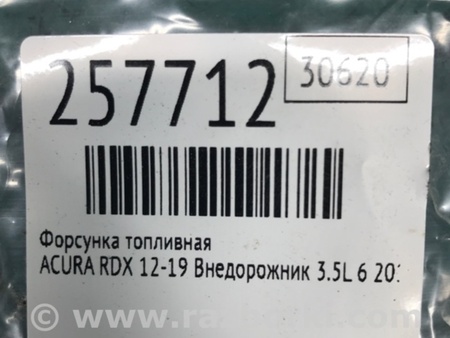 257712
30620
Форсунка топливная
ACURA RDX 12-19 Внедорожник 3.5L 6